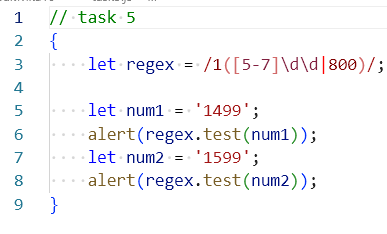 1 // task 5
2 {
3 let regex = /1([5-7]\d\d|800)/;
4
5 let num1 = '1499';
6 alert(regex.test(num1));
7 let num2 = '1599';
8 alert(regex.test(num2));
9 }